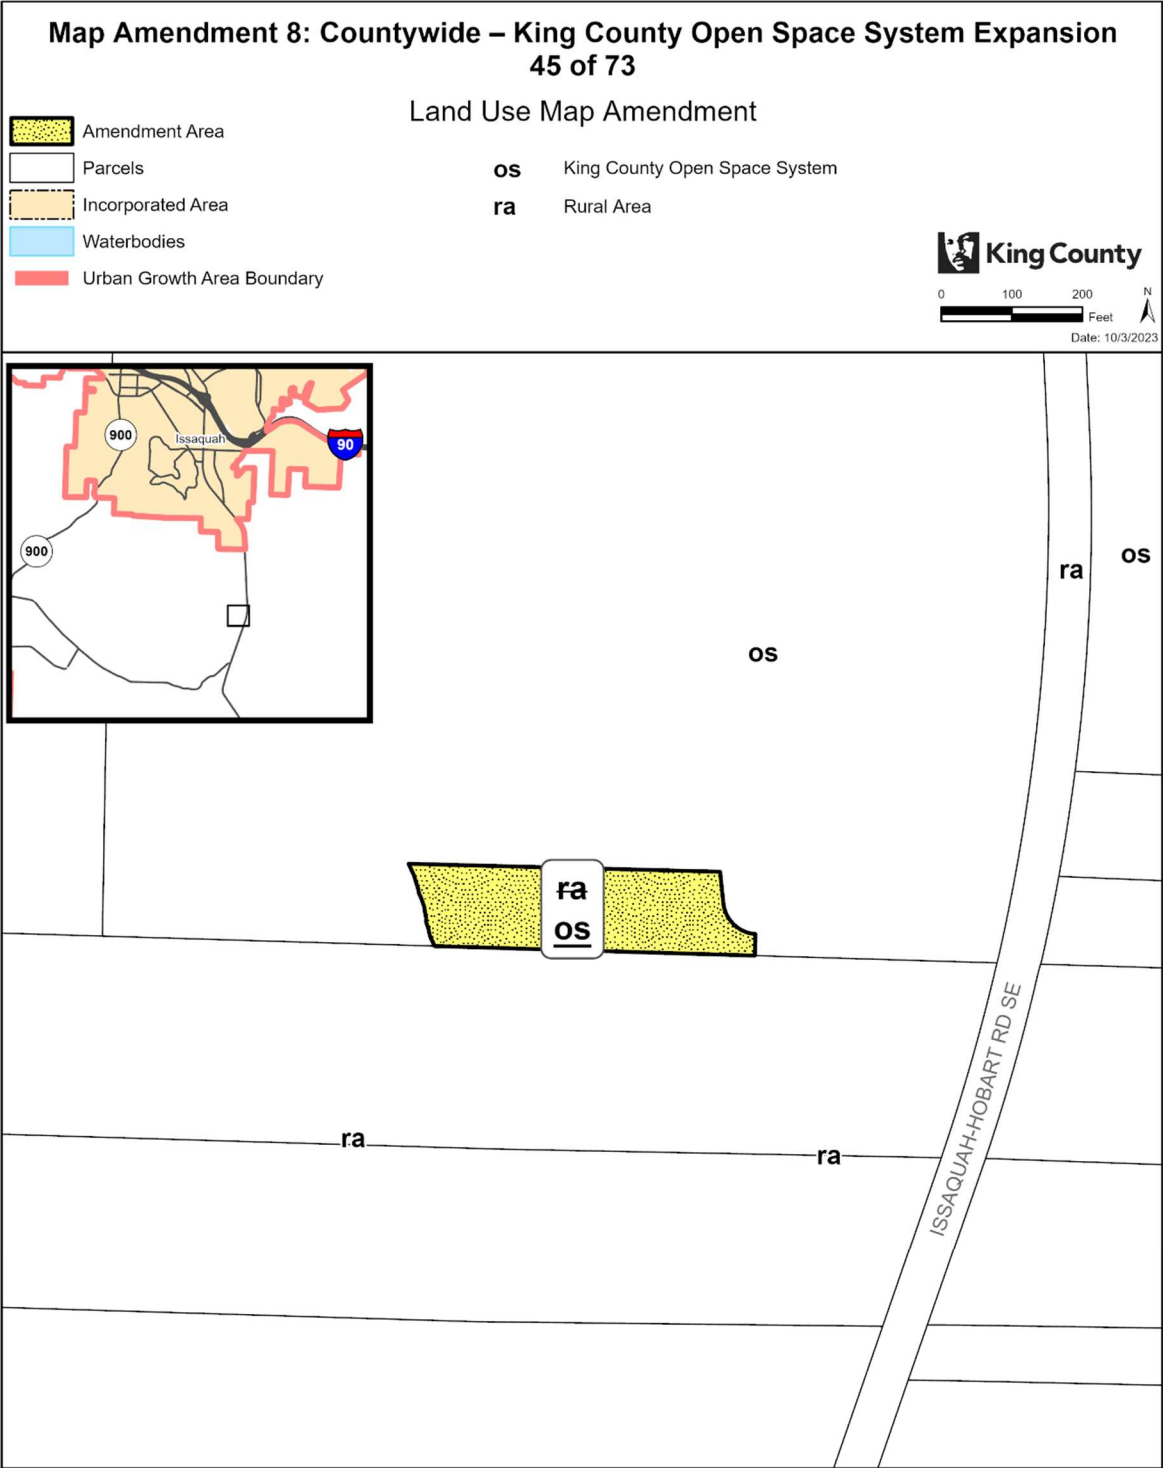 Map Amendment 8: Countywide – King County Open Space System Expansion
45 of 73
Land Use Map Amendment
Amendment Area
Parcels
Incorporated Area
Waterbodies
Urban Growth Area Boundary
os King County Open Space System
ra Rural Area
King County
0 100 200
Feet
N
Date: 10/3/2023
900
Issaquah
90
900
ra
os
os
ra
os
ISSAQUAH-HOBART RD SE
ra
ra